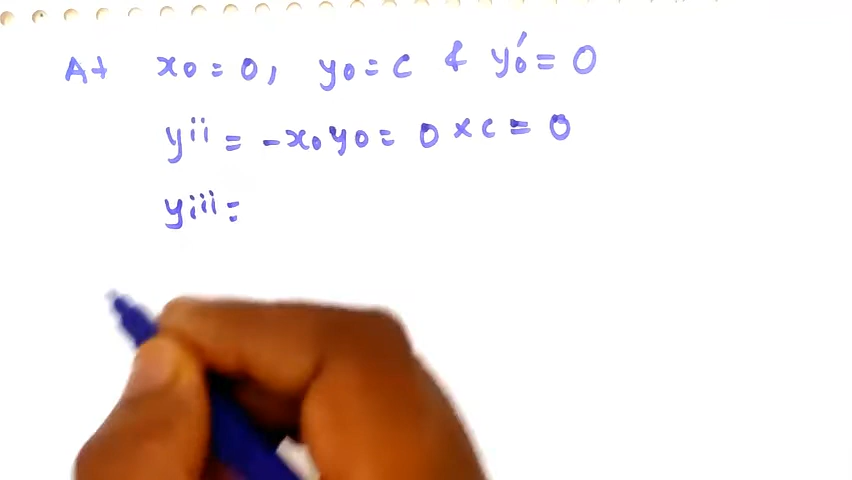 At x₀ = 0, y₀ = c & y₀′ = 0
yⁱⁱ = -x₀y₀ = 0 × c = 0
yⁱⁱⁱ =